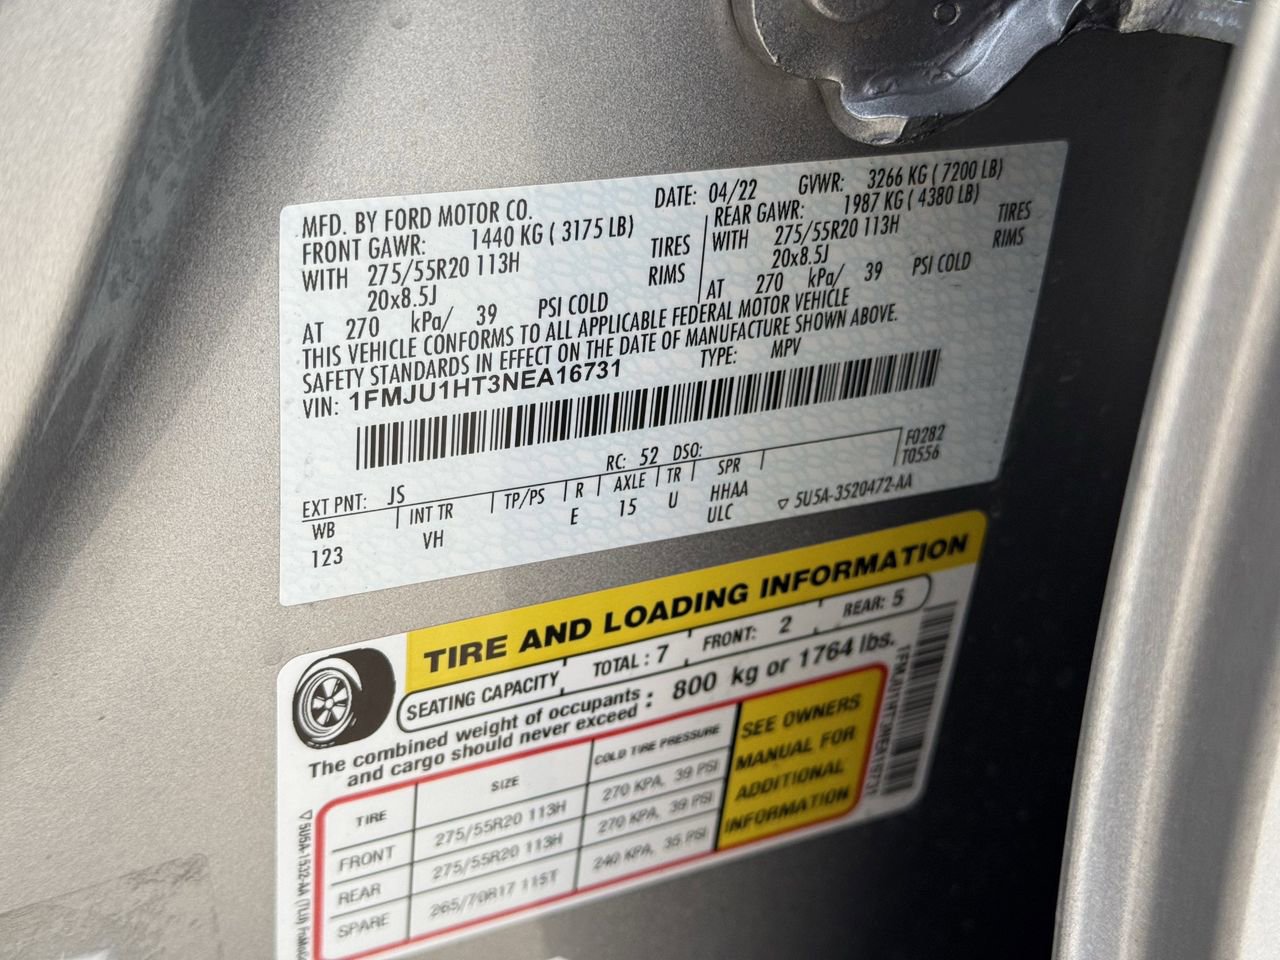 MFD. BY FORD MOTOR CO. DATE: 04/22 GVWR: 3266 KG ( 7200 LB)
FRONT GAWR: 1440 KG ( 3175 LB) REAR GAWR: 1987 KG ( 4380 LB)
WITH 275/55R20 113H TIRES WITH 275/55R20 113H TIRES
20x8.5J RIMS 20x8.5J RIMS
AT 270 kPa/ 39 PSI COLD AT 270 kPa/ 39 PSI COLD
THIS VEHICLE CONFORMS TO ALL APPLICABLE FEDERAL MOTOR VEHICLE
SAFETY STANDARDS IN EFFECT ON THE DATE OF MANUFACTURE SHOWN ABOVE.
VIN: 1FMJU1HT3NEA16731 TYPE: MPV
EXT PNT: JS RC: 52 DSO: F0282
WB INT TR TP/PS R AXLE TR SPR T0556
123 VH E 15 U HHAA
ULC ▽ 5U5A-3520472-AA
TIRE AND LOADING INFORMATION
SEATING CAPACITY TOTAL : 7 FRONT: 2 REAR: 5
The combined weight of occupants : 800 kg or 1764 lbs.
and cargo should never exceed
TIRE SIZE COLD TIRE PRESSURE
FRONT 275/55R20 113H 270 KPA, 39 PSI
REAR 275/55R20 113H 270 KPA, 39 PSI
SPARE 265/70R17 115T 240 KPA, 35 PSI
SEE OWNERS
MANUAL FOR
ADDITIONAL
INFORMATION
1FMJU1HT3NEA16731
▽ 5U5A-1532-AA (TLU)